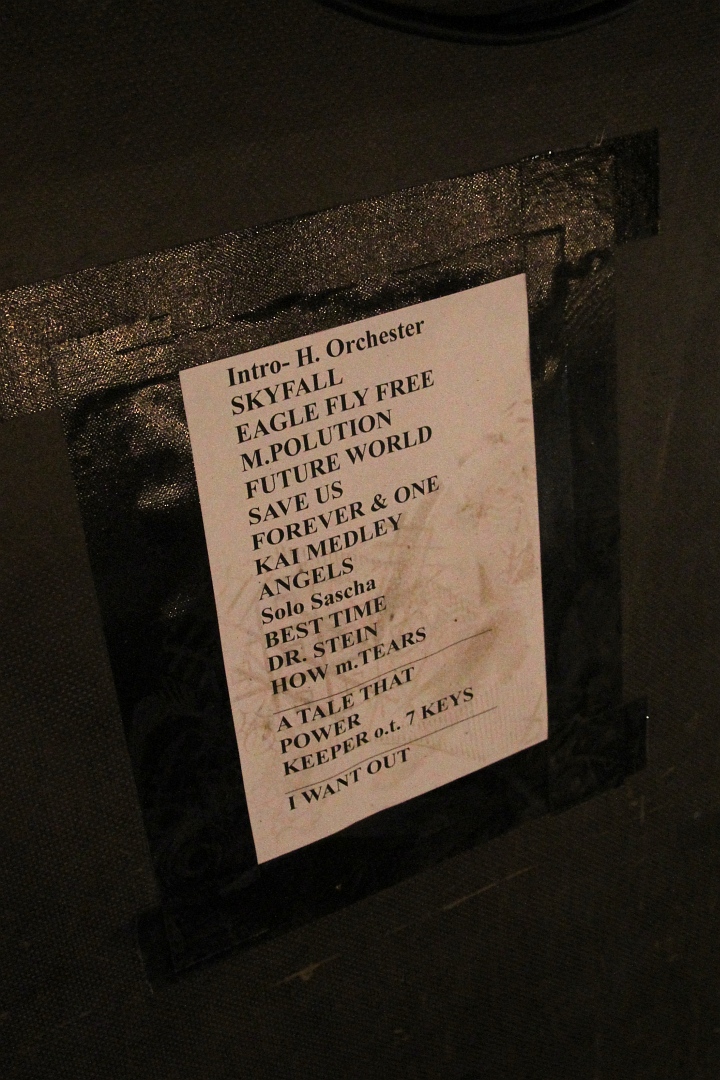 Intro- H. Orchester
SKYFALL
EAGLE FLY FREE
M.POLUTION
FUTURE WORLD
SAVE US
FOREVER & ONE
KAI MEDLEY
ANGELS
Solo Sascha
BEST TIME
DR. STEIN
HOW m.TEARS
A TALE THAT
POWER
KEEPER o.t. 7 KEYS
I WANT OUT